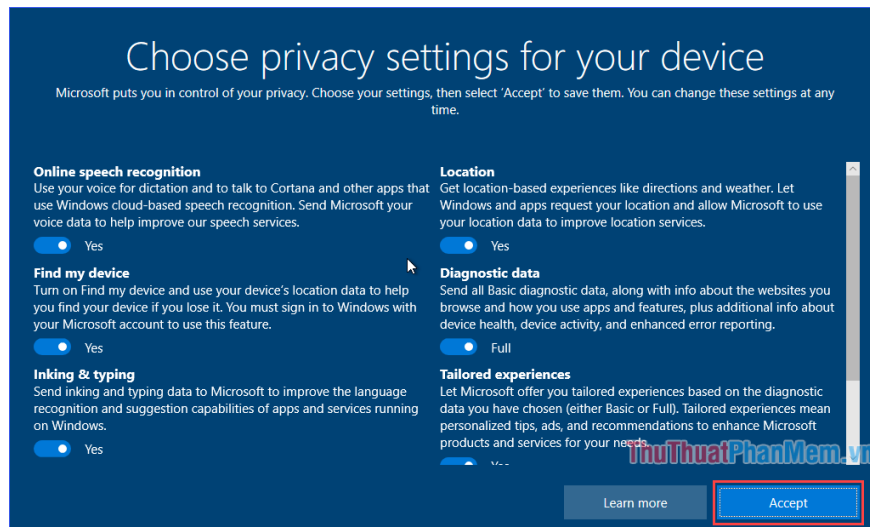 Choose privacy settings for your device
Microsoft puts you in control of your privacy. Choose your settings, then select 'Accept' to save them. You can change these settings at any
time.
Online speech recognition
Use your voice for dictation and to talk to Cortana and other apps that
use Windows cloud-based speech recognition. Send Microsoft your
voice data to help improve our speech services.
Yes
Find my device
Turn on Find my device and use your device's location data to help
you find your device if you lose it. You must sign in to Windows with
your Microsoft account to use this feature.
Yes
Inking & typing
Send inking and typing data to Microsoft to improve the language
recognition and suggestion capabilities of apps and services running
on Windows.
Yes
Location
Get location-based experiences like directions and weather. Let
Windows and apps request your location and allow Microsoft to use
your location data to improve location services.
Yes
Diagnostic data
Send all Basic diagnostic data, along with info about the websites you
browse and how you use apps and features, plus additional info about
device health, device activity, and enhanced error reporting.
Full
Tailored experiences
Let Microsoft offer you tailored experiences based on the diagnostic
data you have chosen (either Basic or Full). Tailored experiences mean
personalized tips, ads, and recommendations to enhance Microsoft
products and services for your needs.
Yes
ThuThuatPhanMem.vn
Learn more
Accept